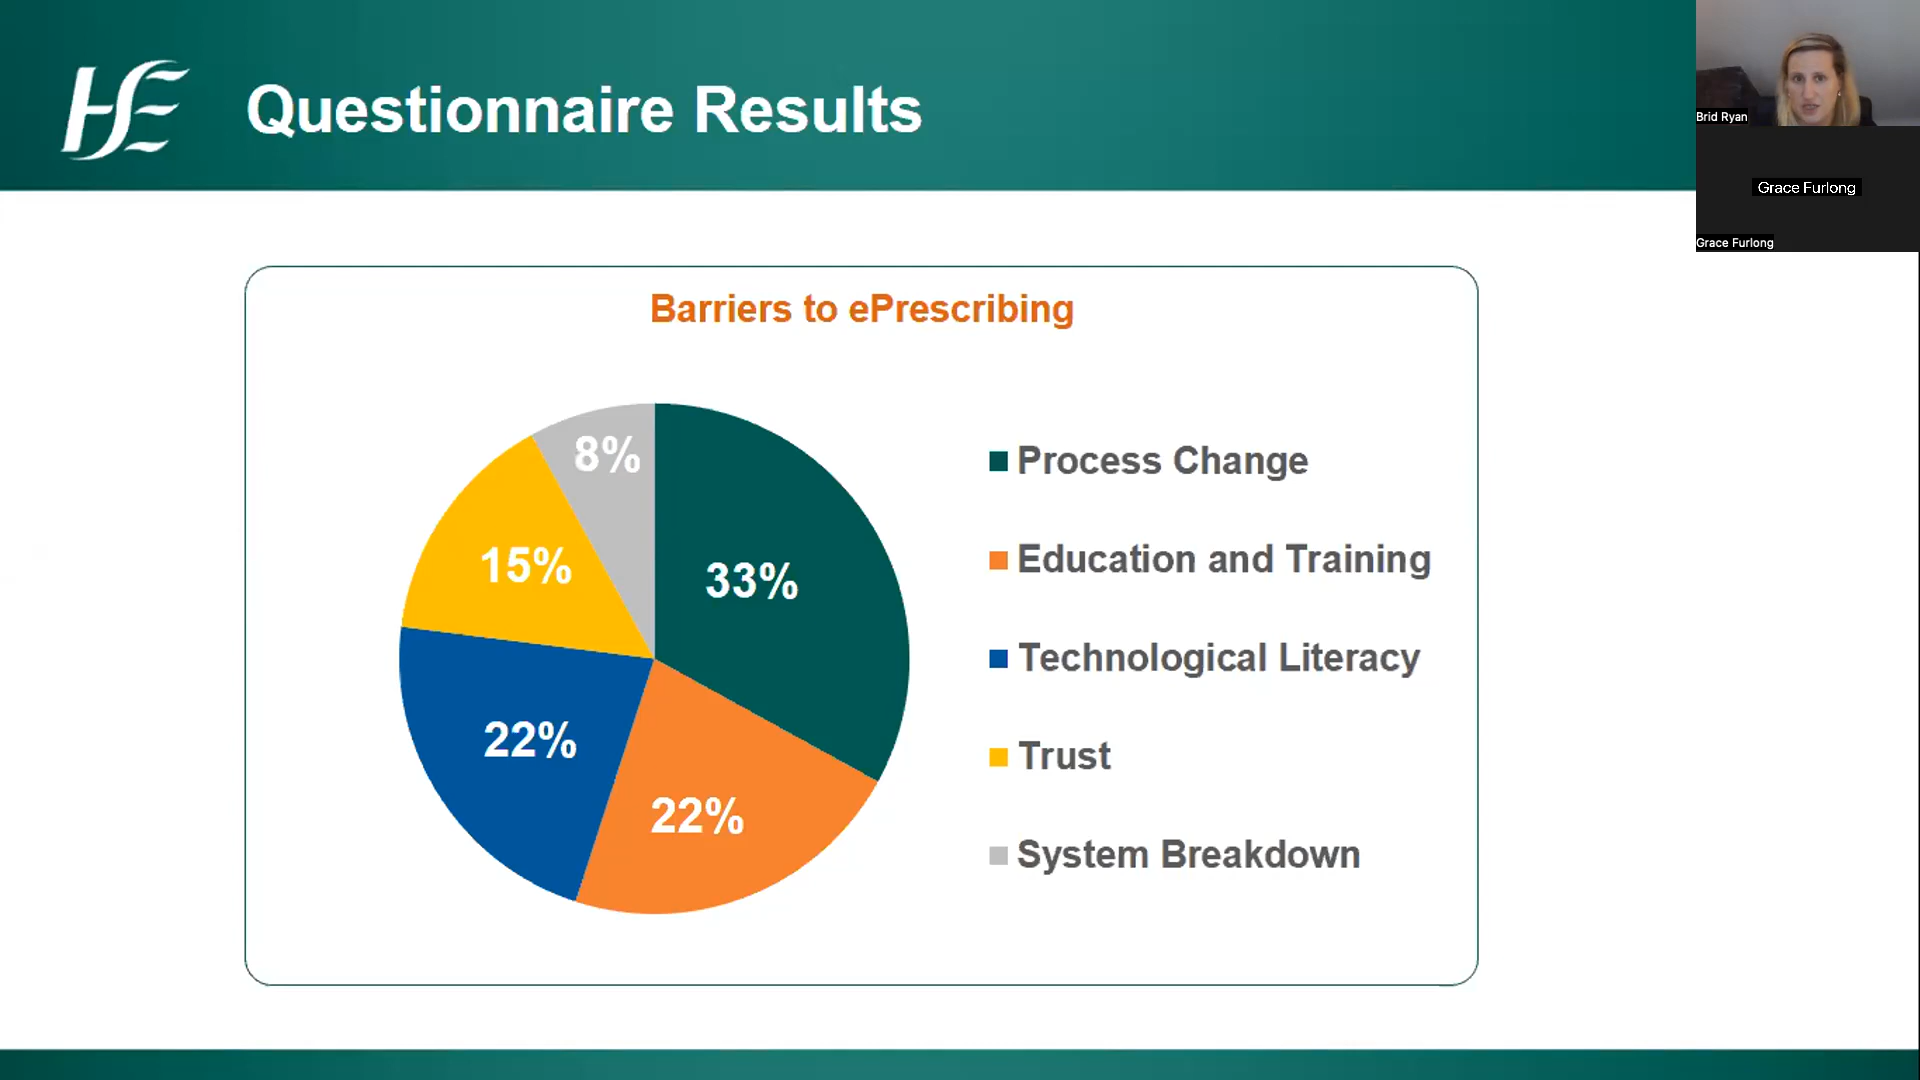 HSE
Questionnaire Results
Brid Ryan
Grace Furlong
Grace Furlong
Barriers to ePrescribing
8%
15%
33%
22%
22%
Process Change
Education and Training
Technological Literacy
Trust
System Breakdown